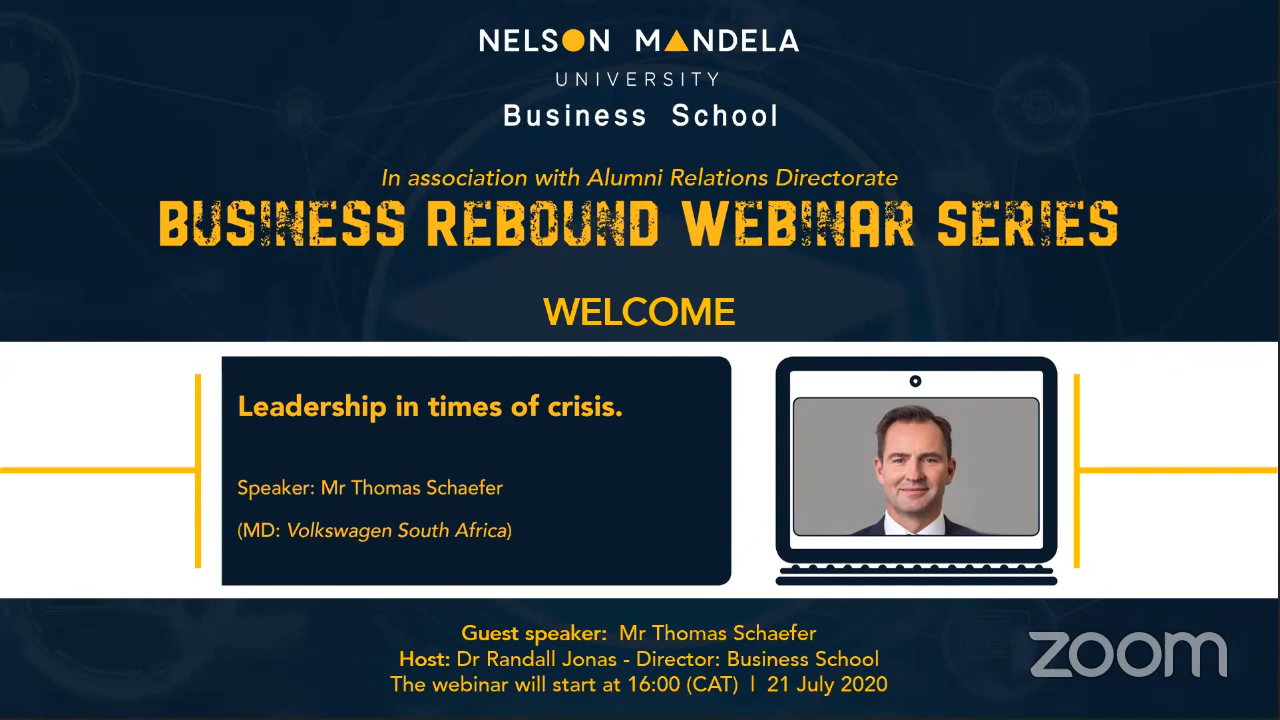 NELSON MANDELA
UNIVERSITY
Business School
In association with Alumni Relations Directorate
BUSINESS REBOUND WEBINAR SERIES
WELCOME
Leadership in times of crisis.
Speaker: Mr Thomas Schaefer
(MD: Volkswagen South Africa)
Guest speaker: Mr Thomas Schaefer
Host: Dr Randall Jonas - Director: Business School
The webinar will start at 16:00 (CAT) | 21 July 2020
zoom